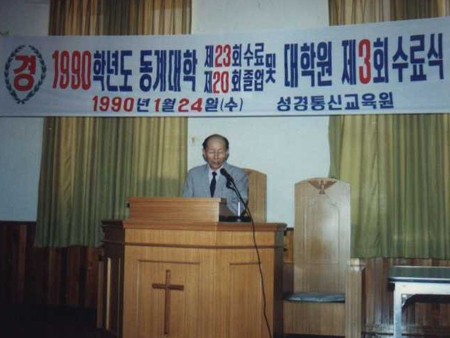 경 1990학년도 동계대학 제23회수료 및 대학원 제3회수료식
제20회졸업
1990년 1월 24일(수) 성경통신교육원